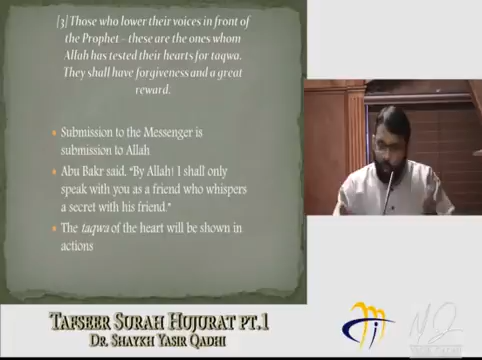 [3] Those who lower their voices in front of
the Prophet – these are the ones whom
Allah has tested their hearts for taqwa.
They shall have forgiveness and a great
reward.
• Submission to the Messenger is
submission to Allah
• Abu Bakr said, "By Allah! I shall only
speak with you as a friend who whispers
a secret with his friend."
• The taqwa of the heart will be shown in
actions
TAFSEER SURAH HUJURAT PT.1
DR. SHAYKH YASIR QADHI